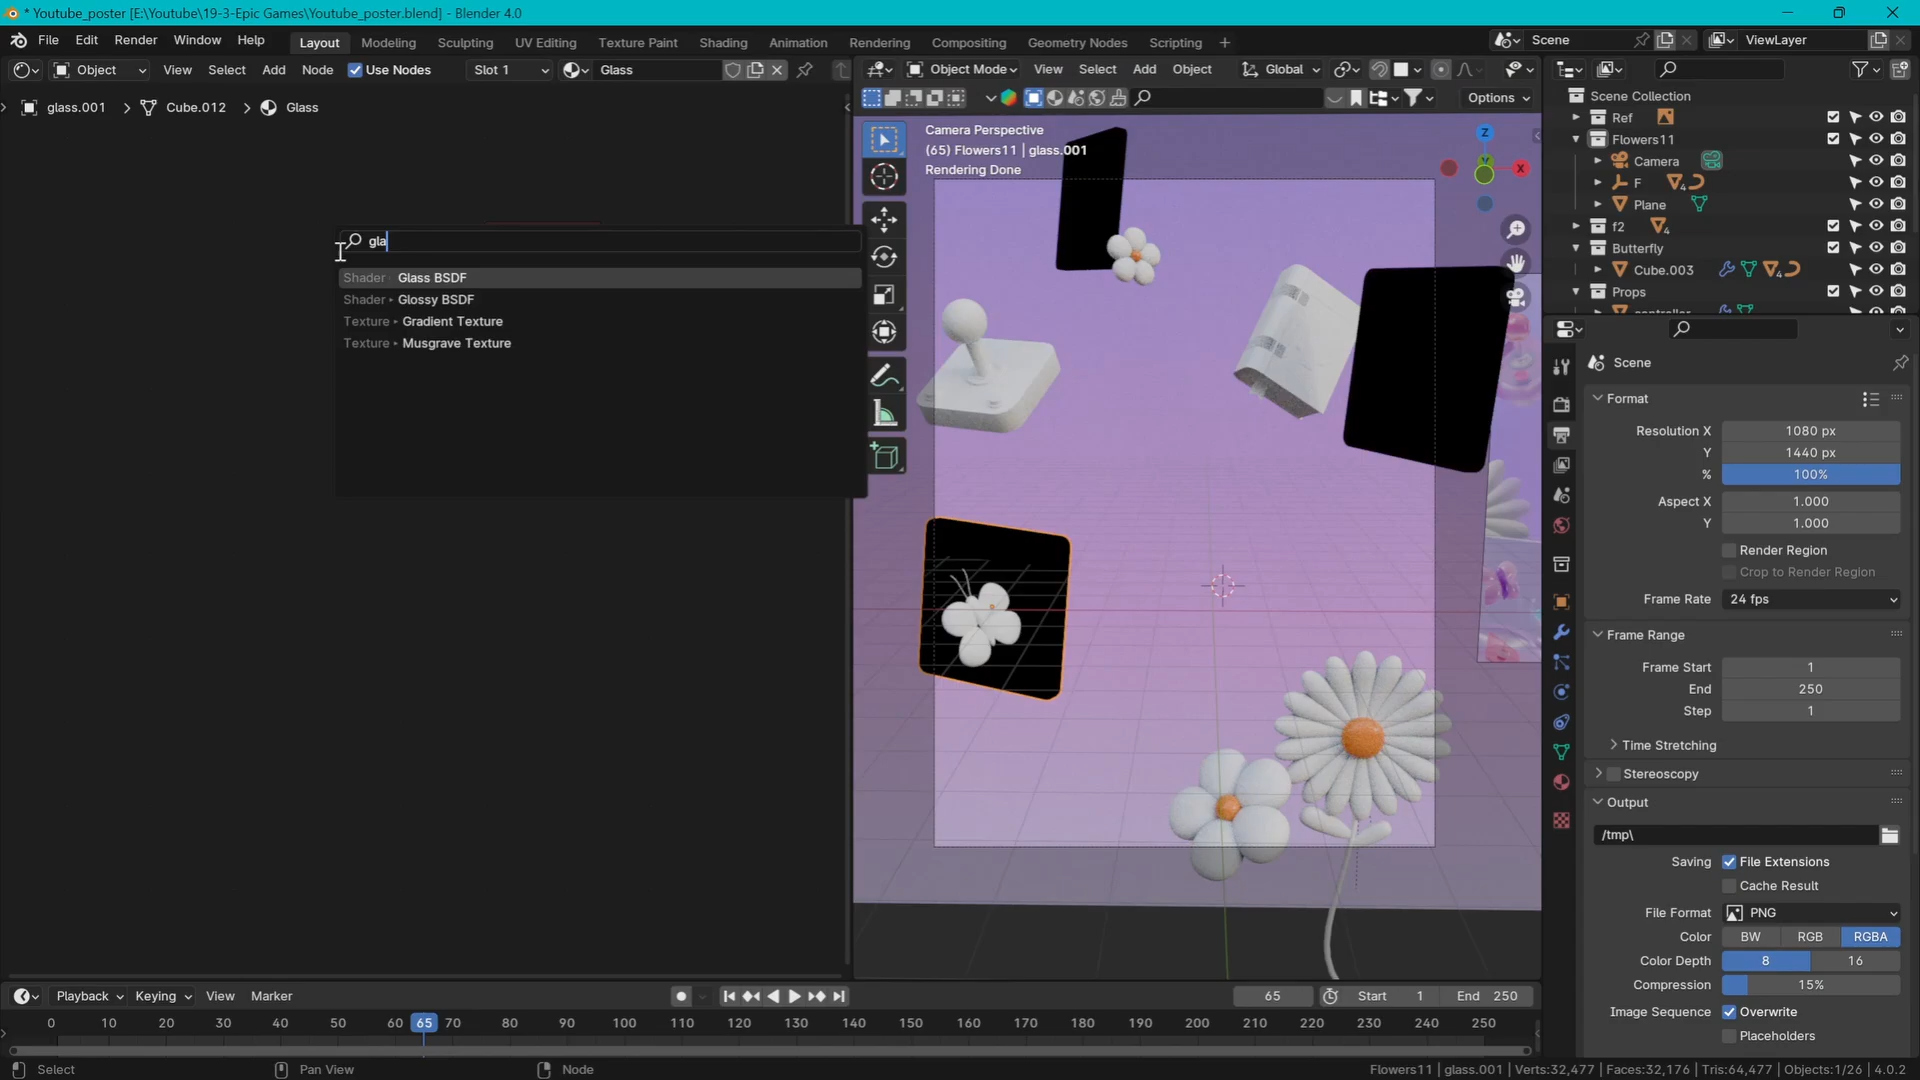 * Youtube_poster [E:\Youtube\19-3-Epic Games\Youtube_poster.blend] - Blender 4.0
File Edit Render Window Help Layout Modeling Sculpting UV Editing Texture Paint Shading Animation Rendering Compositing Geometry Nodes Scripting + Scene ViewLayer
Object View Select Add Node Use Nodes Slot 1 Glass Object Mode View Select Add Object Global
Options
glass.001 > Cube.012 > Glass
Camera Perspective
(65) Flowers11 | glass.001
Rendering Done
Z
Y
X
gla
Shader Glass BSDF
Shader Glossy BSDF
Texture Gradient Texture
Texture Musgrave Texture
Scene Collection
Ref
Flowers11
Camera
F 4
Plane
f2 4
Butterfly
Cube.003 4
Props
Scene
Format
Resolution X 1080 px
Y 1440 px
% 100%
Aspect X 1.000
Y 1.000
Render Region
Crop to Render Region
Frame Rate 24 fps
Frame Range
Frame Start 1
End 250
Step 1
Time Stretching
Stereoscopy
Output
/tmp\
Saving File Extensions
Cache Result
File Format PNG
Color BW RGB RGBA
Color Depth 8 16
Compression 15%
Image Sequence Overwrite
Placeholders
Playback Keying View Marker 65 Start 1 End 250
0 10 20 30 40 50 60 65 70 80 90 100 110 120 130 140 150 160 170 180 190 200 210 220 230 240 250
Select Pan View Node Flowers11 | glass.001 | Verts:32,477 | Faces:32,176 | Tris:64,477 | Objects:1/26 | 4.0.2